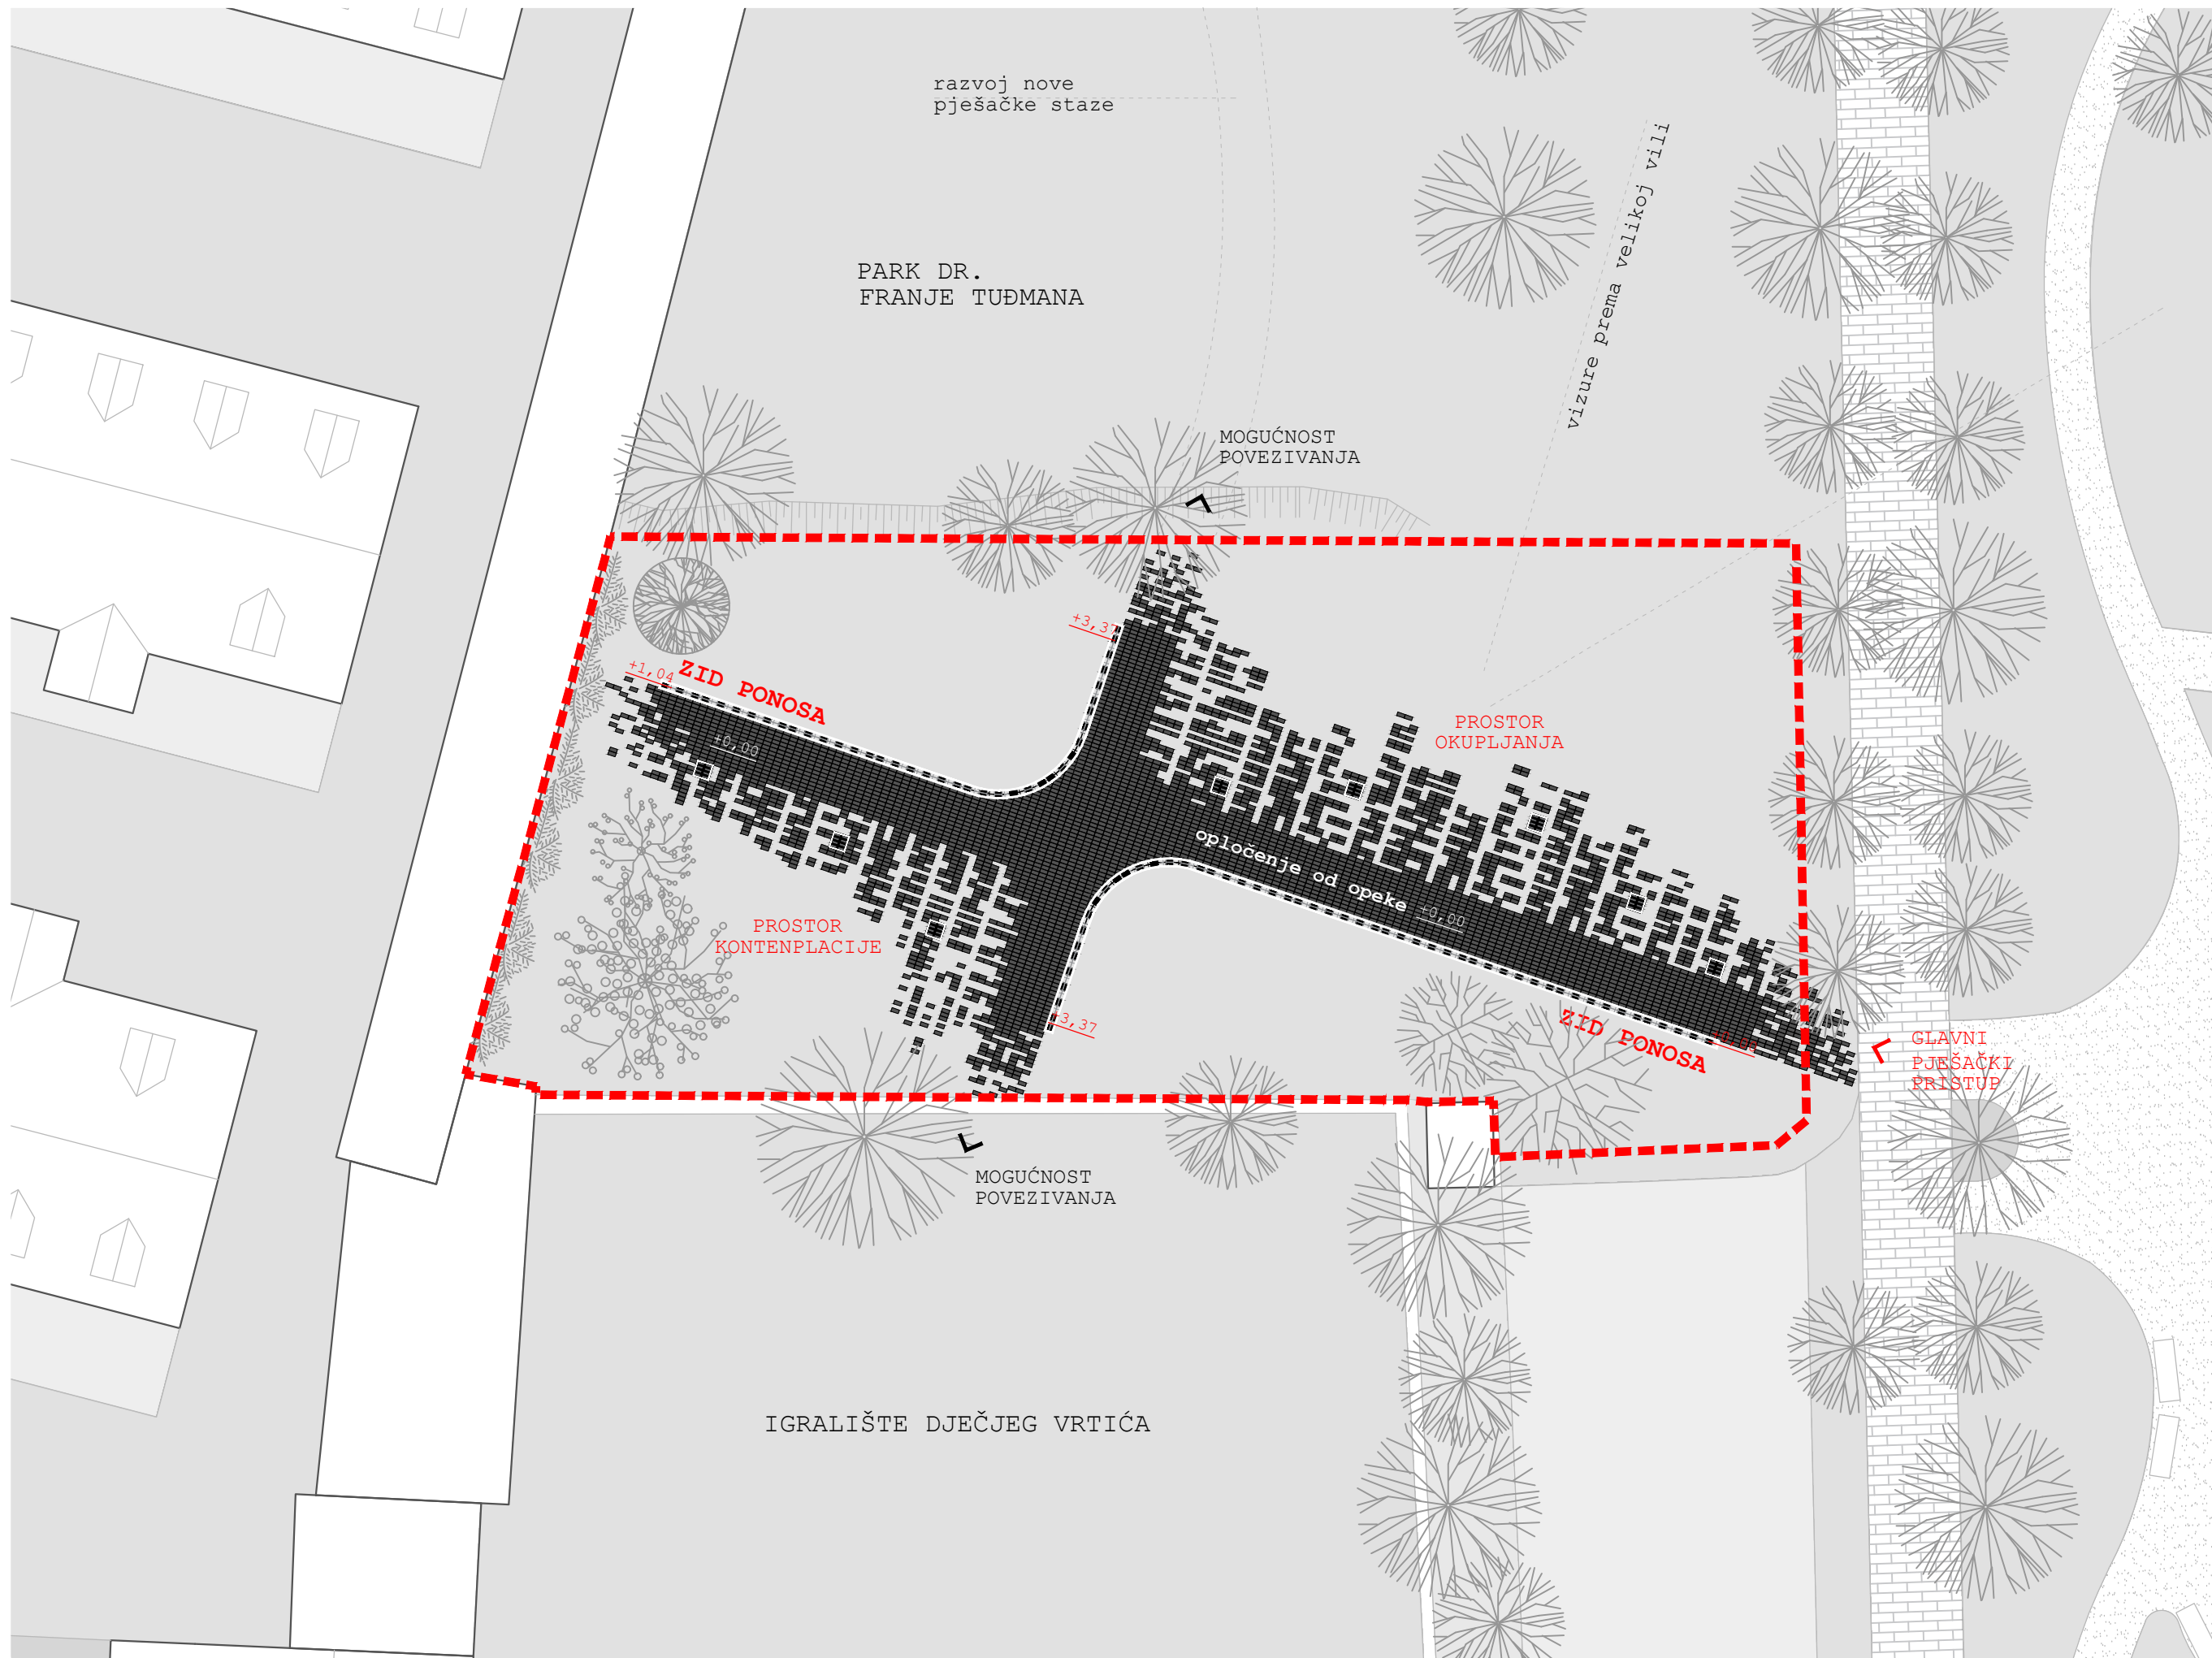 razvoj nove
pješačke staze
vizure prema velikoj vili
PARK DR.
FRANJE TUĐMANA
MOGUĆNOST
POVEZIVANJA
+3,37
+1,04
ZID PONOSA
+0,00
PROSTOR
OKUPLJANJA
opločenje od opeke
+0,00
PROSTOR
KONTENPLACIJE
+3,37
ZID PONOSA
GLAVNI
PJEŠAČKI
PRISTUP
MOGUĆNOST
POVEZIVANJA
IGRALIŠTE DJEČJEG VRTIĆA